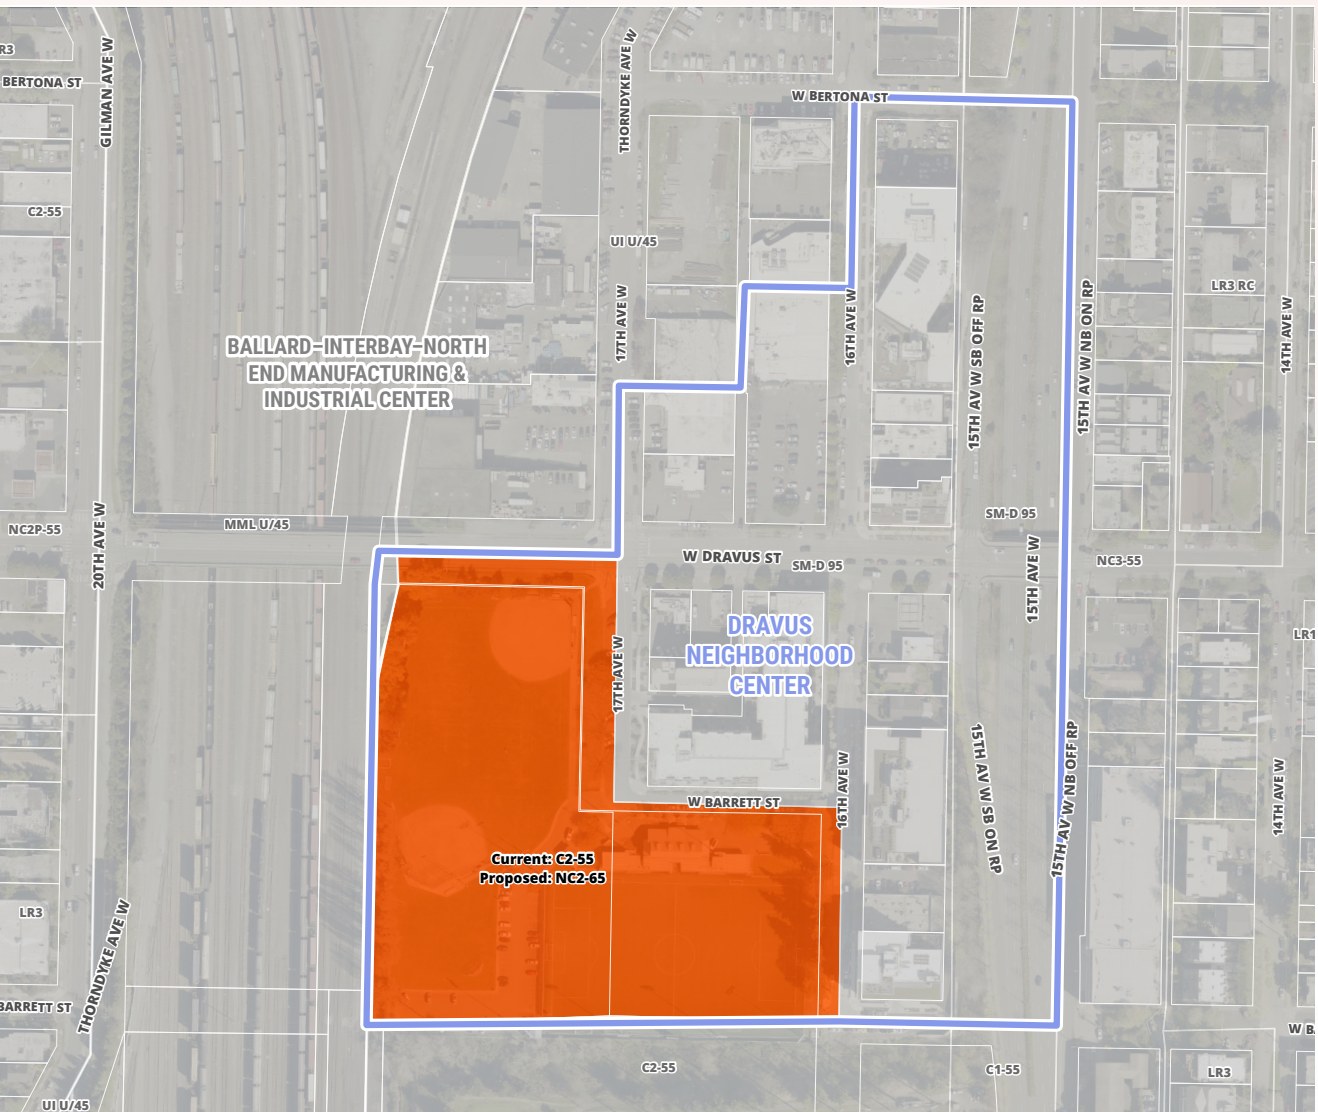 R3
BERTONA ST
GILMAN AVE W
THORNDYKE AVE W
W BERTONA ST
C2-55
UI U/45
LR3 RC
17TH AVE W
16TH AVE W
15TH AV W SB OFF RP
15TH AV W NB ON RP
14TH AVE W
BALLARD-INTERBAY-NORTH
END MANUFACTURING &
INDUSTRIAL CENTER
NC2P-55
20TH AVE W
MML U/45
SM-D 95
W DRAVUS ST
SM-D 95
15TH AVE W
NC3-55
DRAVUS
NEIGHBORHOOD
CENTER
LR1
17TH AVE W
16TH AVE W
15TH AV W SB ON RP
15TH AV W NB OFF RP
14TH AVE W
W BARRETT ST
Current: C2-55
Proposed: NC2-65
LR3
THORNDYKE AVE W
BARRETT ST
W B
C2-55
C1-55
LR3
UI U/45